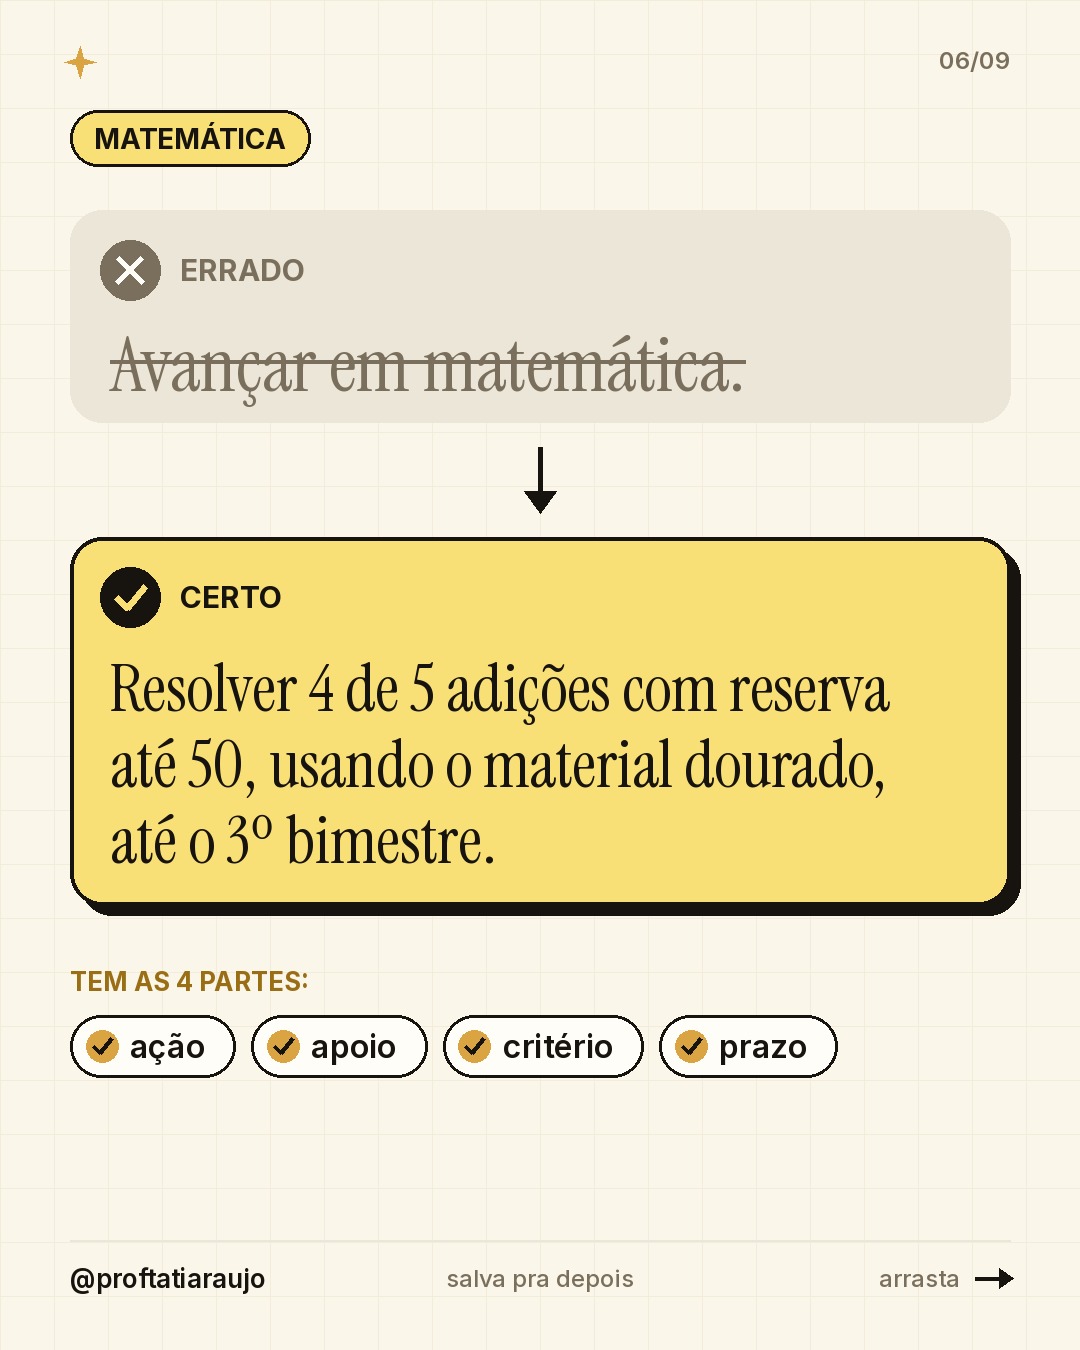 06/09
MATEMÁTICA
ERRADO
Avançar em matemática.
CERTO
Resolver 4 de 5 adições com reserva
até 50, usando o material dourado,
até o 3º bimestre.
TEM AS 4 PARTES:
ação apoio critério prazo
@proftatiaraujo salva pra depois arrasta